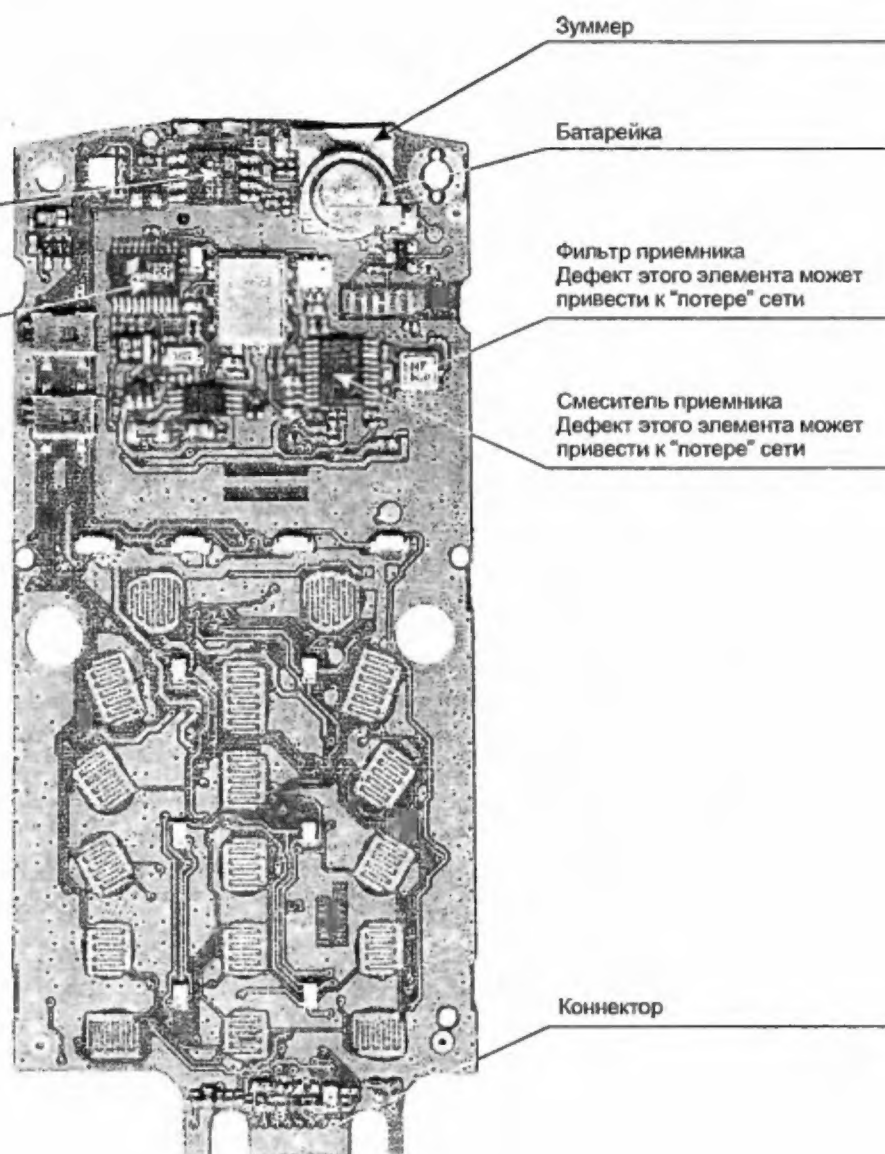 Зуммер
Батарейка
Фильтр приемника
Дефект этого элемента может
привести к "потере" сети
Смеситель приемника
Дефект этого элемента может
привести к "потере" сети
Коннектор